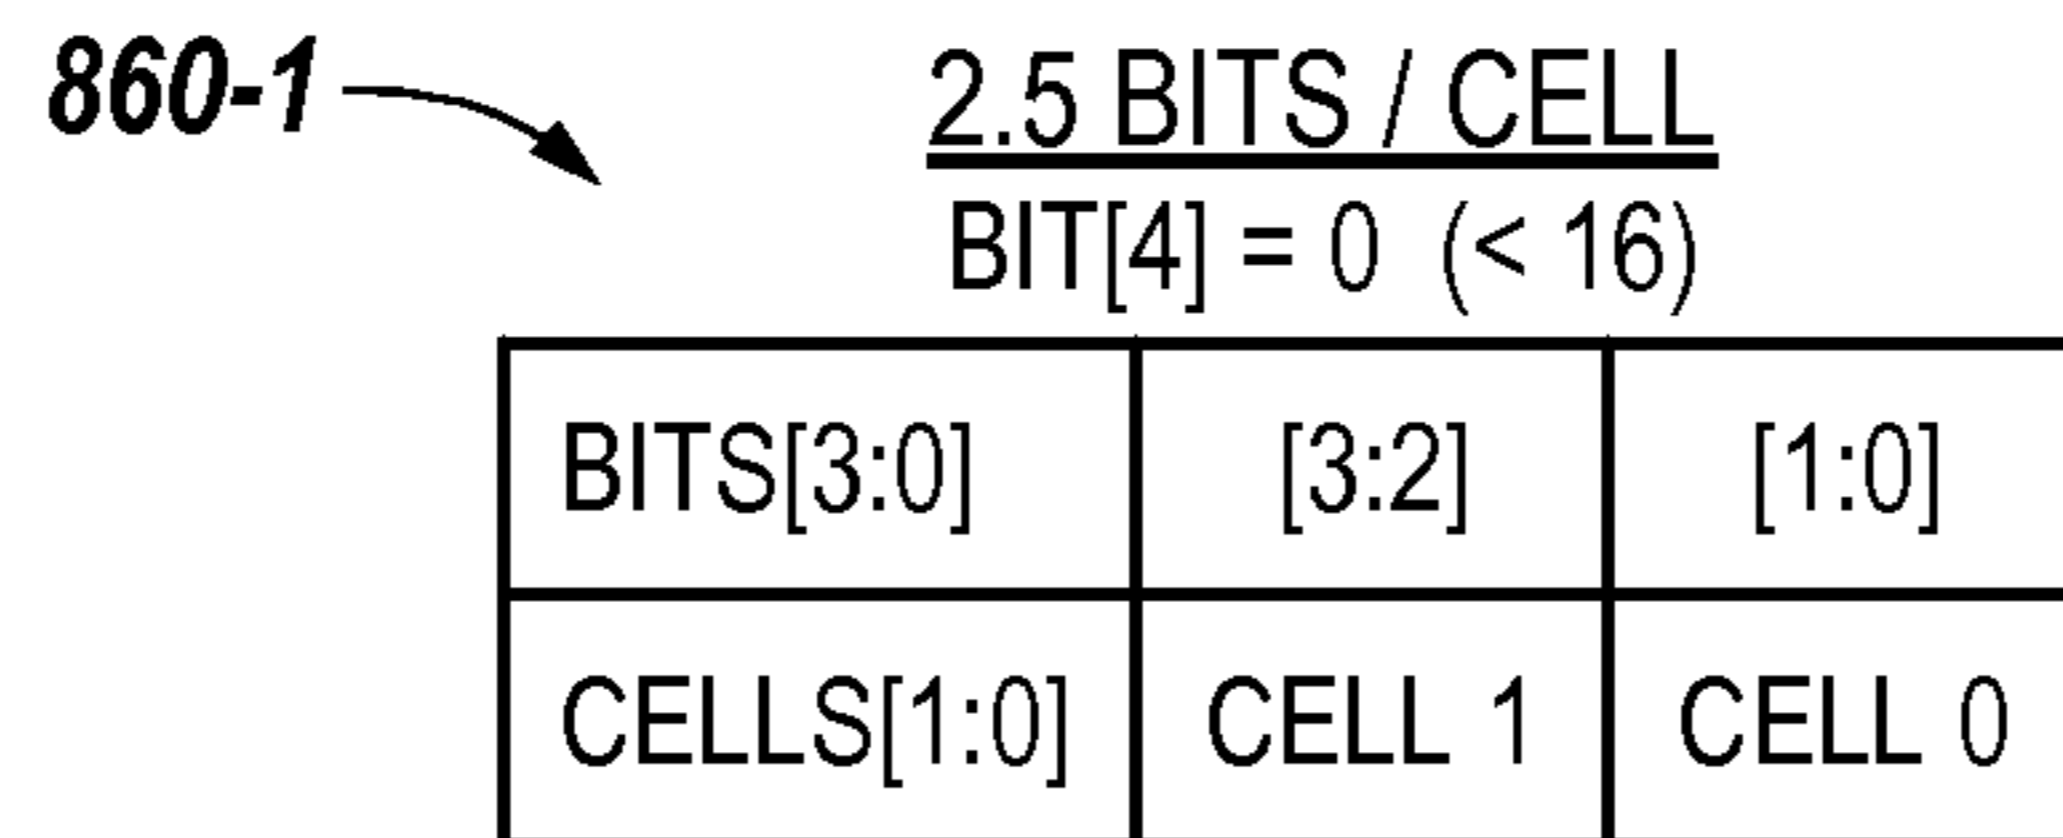 860-1
2.5 BITS / CELL
BIT[4] = 0 (< 16)
BITS[3:0] [3:2] [1:0]
CELLS[1:0] CELL 1 CELL 0